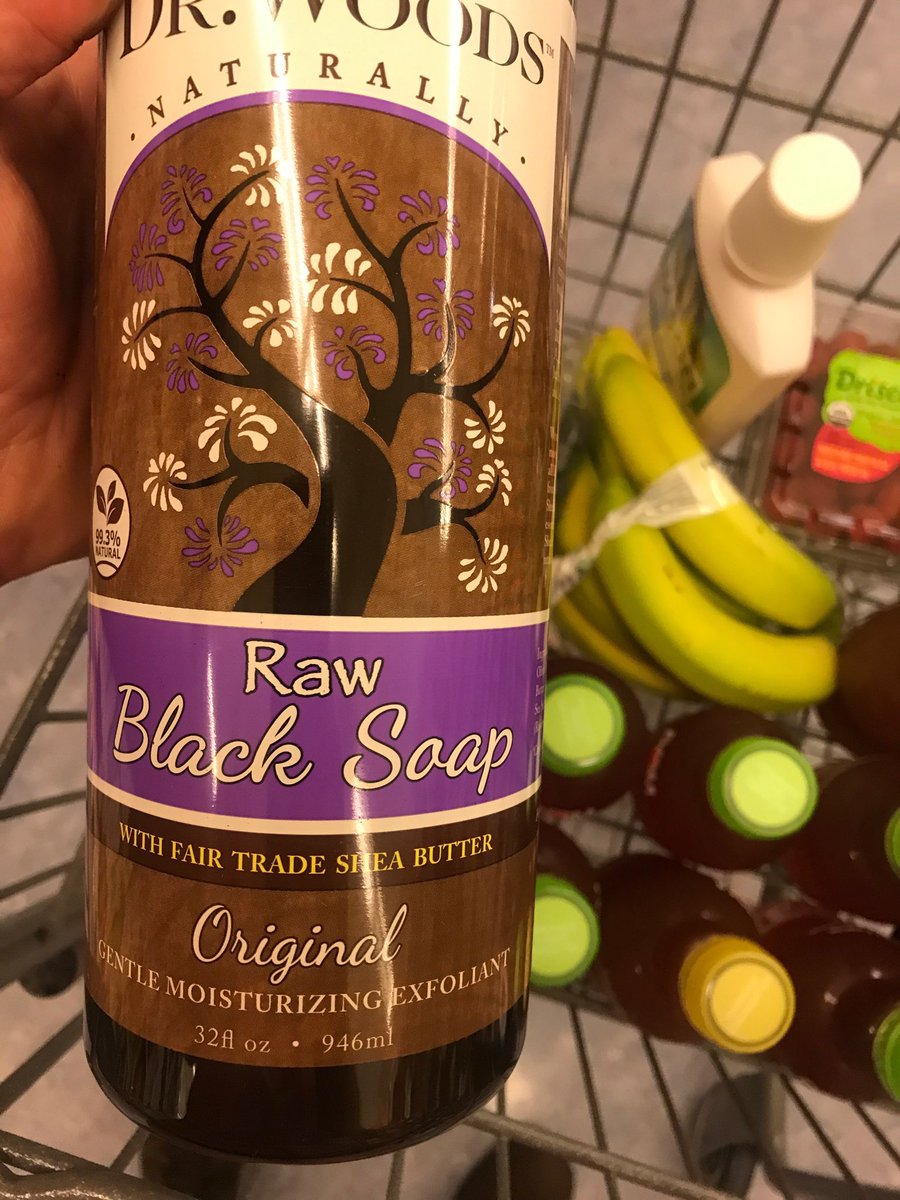 DR. WOODS™
• NATURALLY •
99.3%
NATURAL
Raw
Black Soap
WITH FAIR TRADE SHEA BUTTER
Original
GENTLE MOISTURIZING EXFOLIANT
32fl oz • 946ml